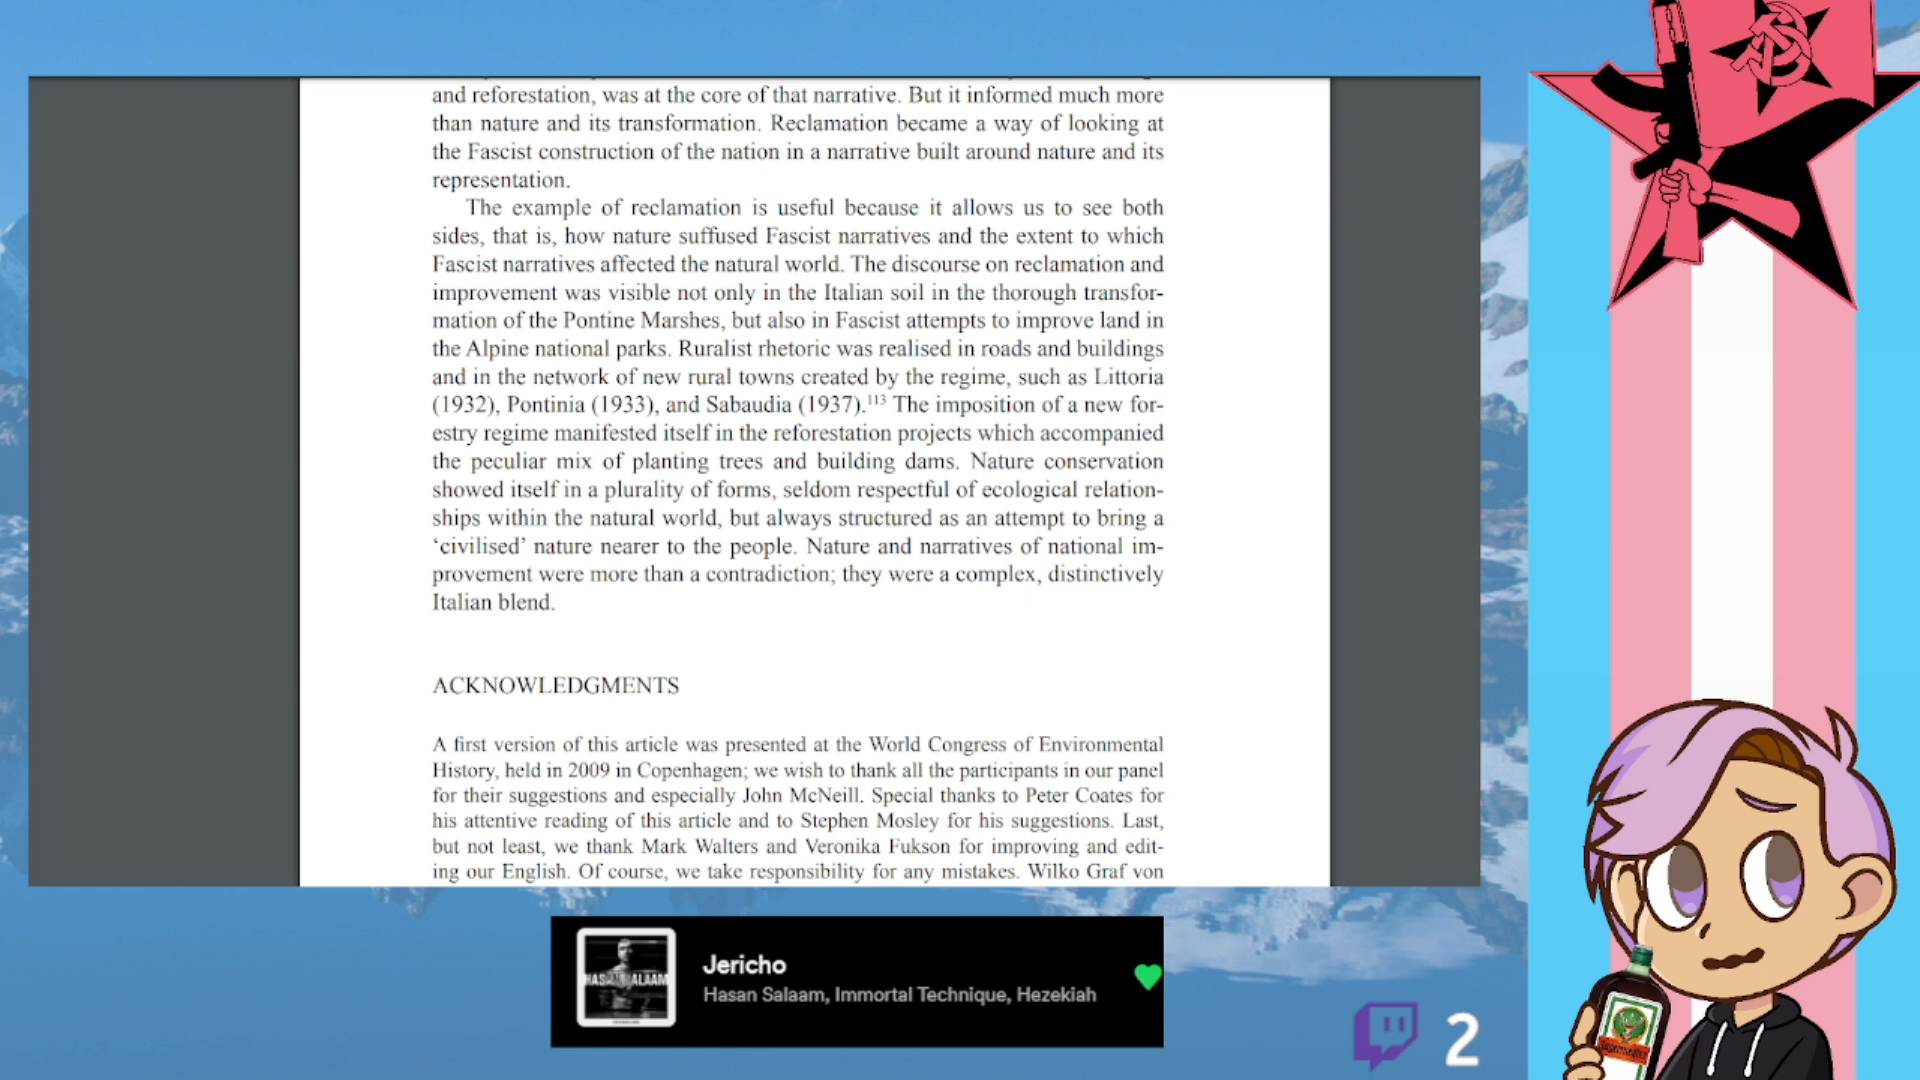 and reforestation, was at the core of that narrative. But it informed much more
than nature and its transformation. Reclamation became a way of looking at
the Fascist construction of the nation in a narrative built around nature and its
representation.
The example of reclamation is useful because it allows us to see both
sides, that is, how nature suffused Fascist narratives and the extent to which
Fascist narratives affected the natural world. The discourse on reclamation and
improvement was visible not only in the Italian soil in the thorough transfor-
mation of the Pontine Marshes, but also in Fascist attempts to improve land in
the Alpine national parks. Ruralist rhetoric was realised in roads and buildings
and in the network of new rural towns created by the regime, such as Littoria
(1932), Pontinia (1933), and Sabaudia (1937).¹¹³ The imposition of a new for-
estry regime manifested itself in the reforestation projects which accompanied
the peculiar mix of planting trees and building dams. Nature conservation
showed itself in a plurality of forms, seldom respectful of ecological relation-
ships within the natural world, but always structured as an attempt to bring a
‘civilised’ nature nearer to the people. Nature and narratives of national im-
provement were more than a contradiction; they were a complex, distinctively
Italian blend.
ACKNOWLEDGMENTS
A first version of this article was presented at the World Congress of Environmental
History, held in 2009 in Copenhagen; we wish to thank all the participants in our panel
for their suggestions and especially John McNeill. Special thanks to Peter Coates for
his attentive reading of this article and to Stephen Mosley for his suggestions. Last,
but not least, we thank Mark Walters and Veronika Fukson for improving and edit-
ing our English. Of course, we take responsibility for any mistakes. Wilko Graf von
Jericho
Hasan Salaam, Immortal Technique, Hezekiah
2